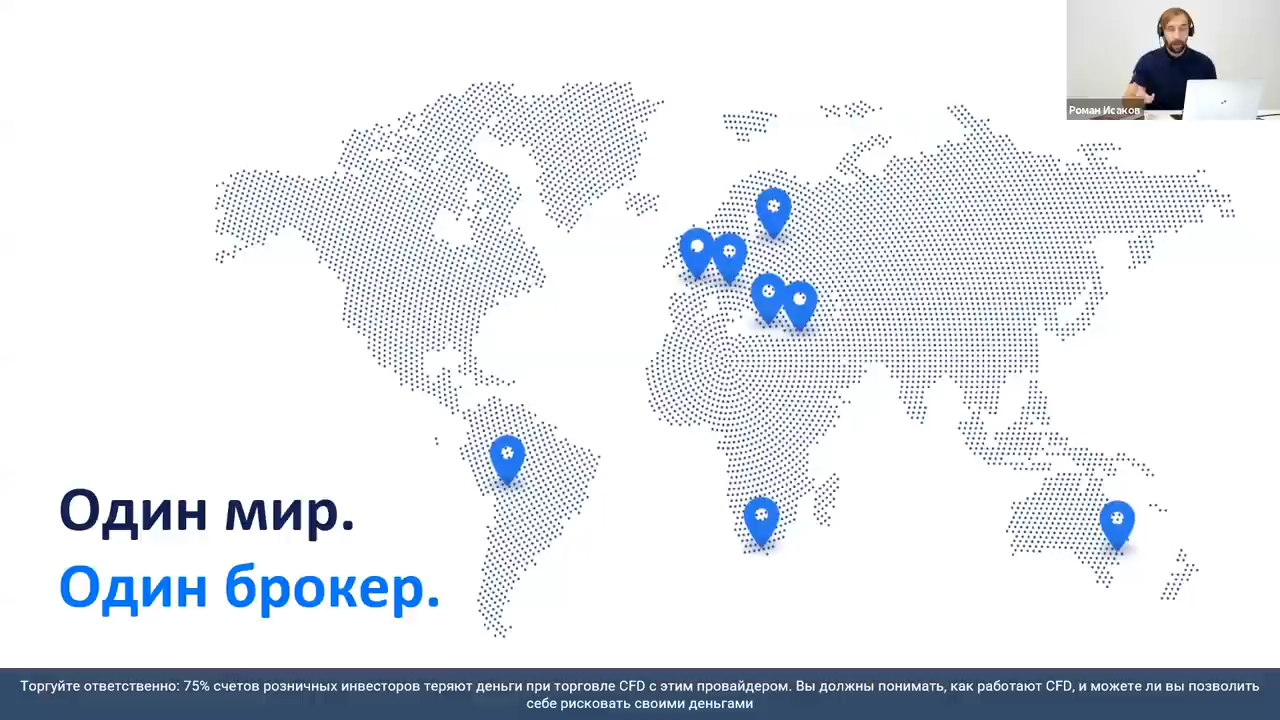 Роман Исаков
Один мир.
Один брокер.
Торгуйте ответственно: 75% счетов розничных инвесторов теряют деньги при торговле CFD с этим провайдером. Вы должны понимать, как работают CFD, и можете ли вы позволить
себе рисковать своими деньгами